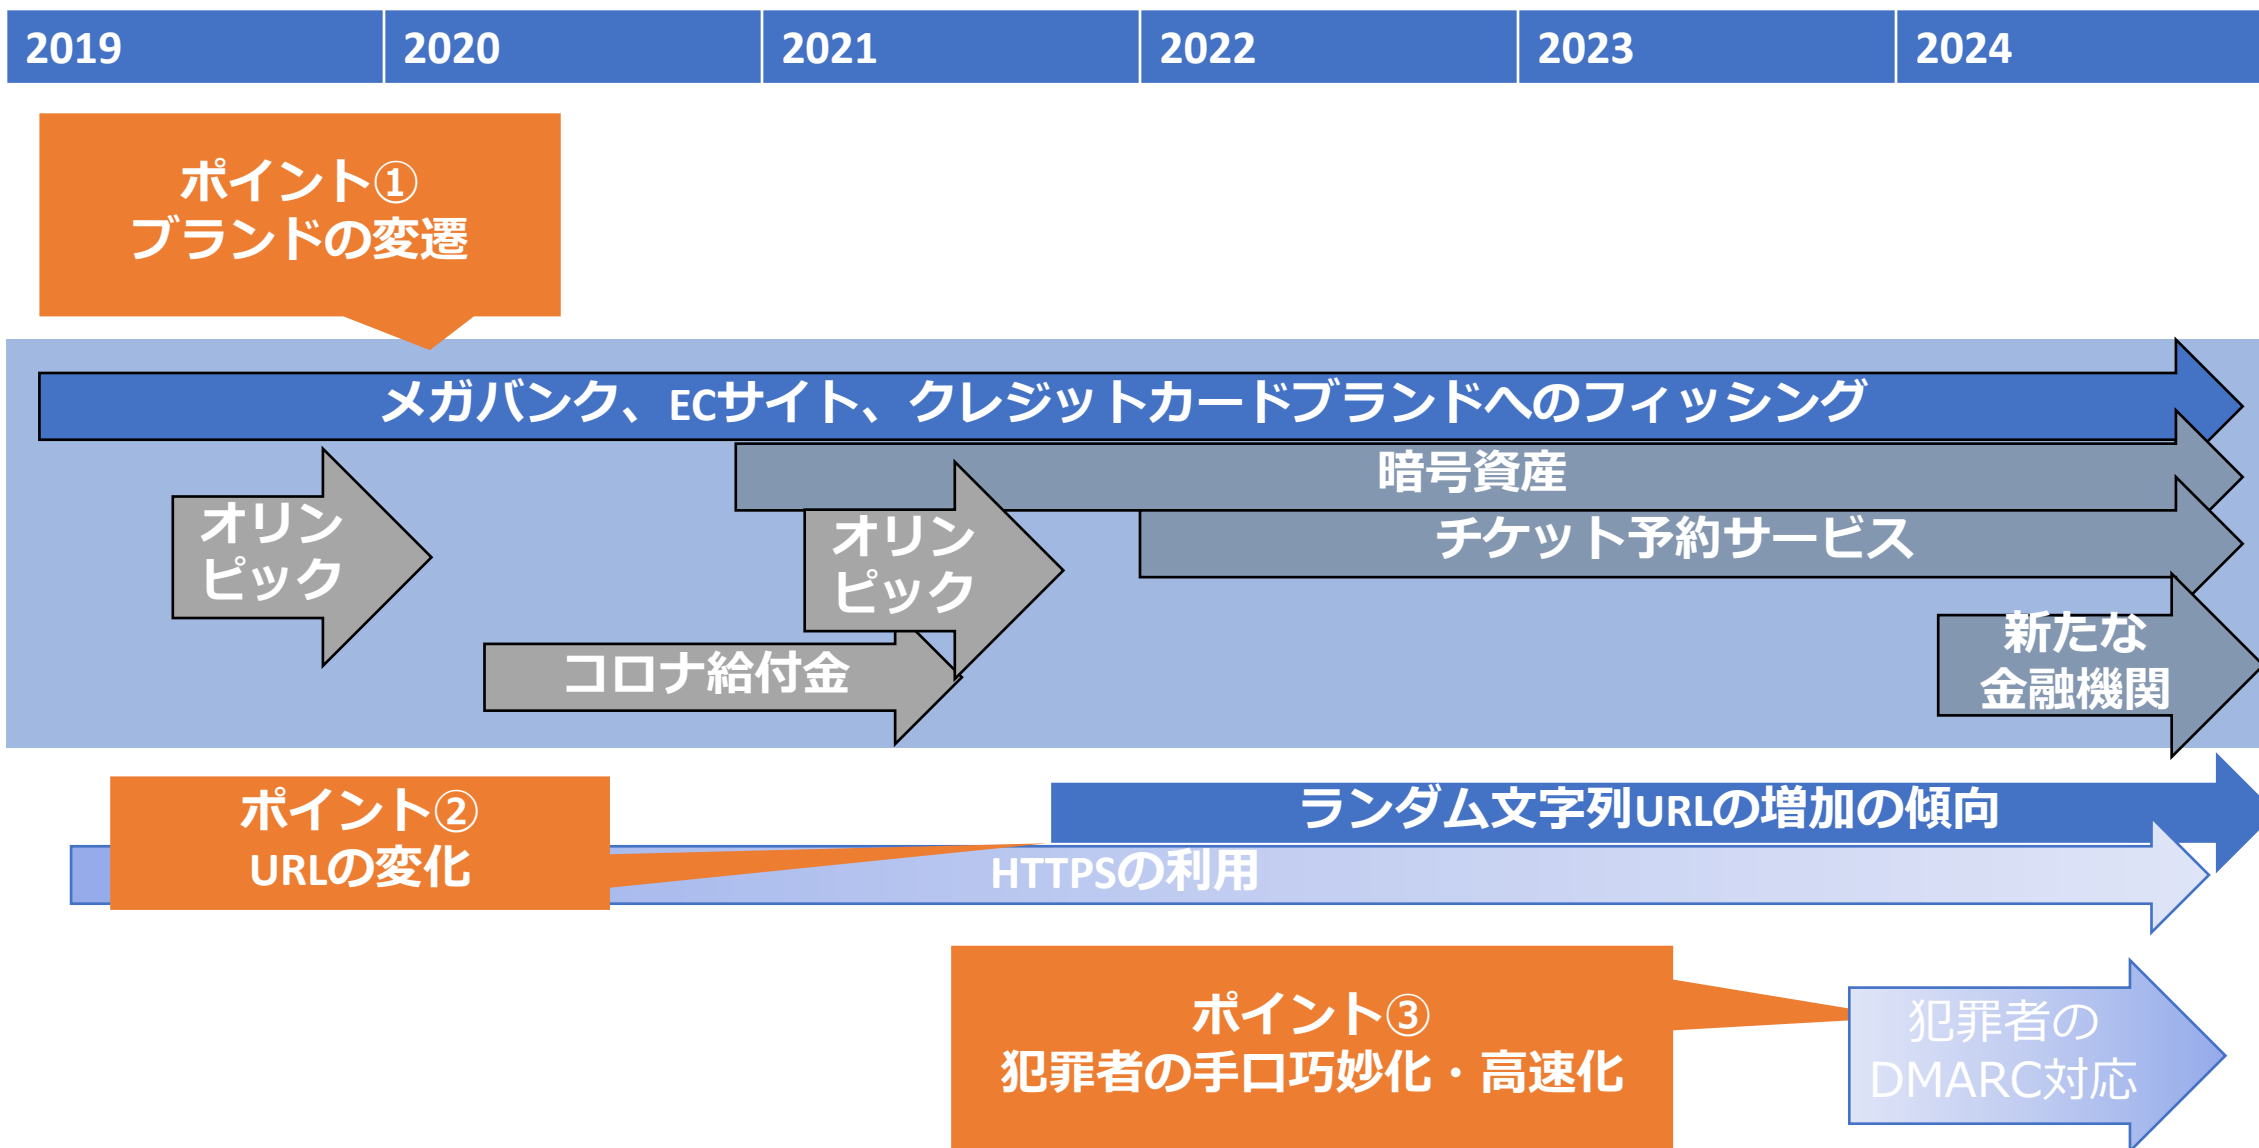 2019 2020 2021 2022 2023 2024
ポイント①
ブランドの変遷
メガバンク、ECサイト、クレジットカードブランドへのフィッシング
暗号資産
オリン
ピック
オリン
ピック
チケット予約サービス
コロナ給付金
新たな
金融機関
ポイント②
URLの変化
ランダム文字列URLの増加の傾向
HTTPSの利用
ポイント③
犯罪者の手口巧妙化・高速化
犯罪者の
DMARC対応